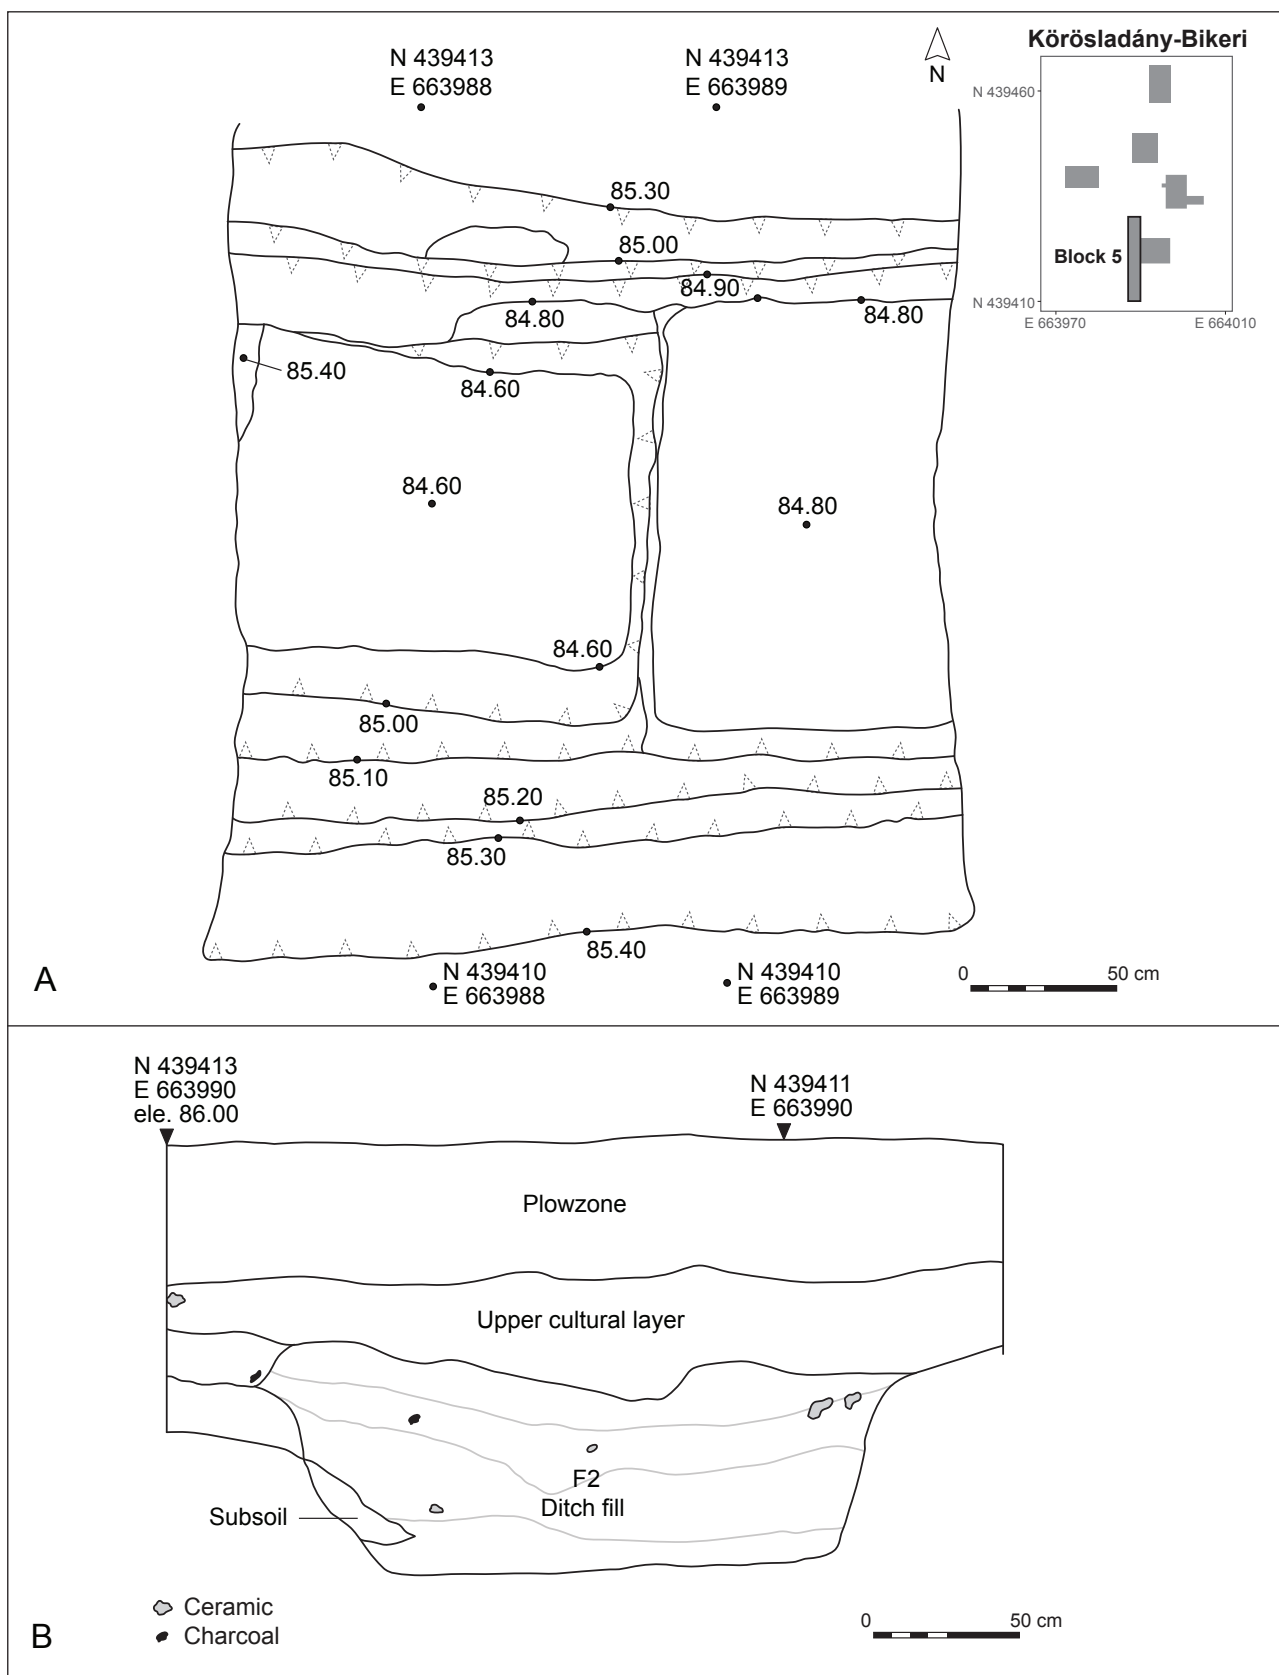 N 439413
E 663988
N 439413
E 663989
N
Körösladány-Bikeri
N 439460
Block 5
N 439410
E 663970
E 664010
85.30
85.00
84.90
84.80
84.80
85.40
84.60
84.60
84.80
84.60
85.00
85.10
85.20
85.30
85.40
N 439410
E 663988
N 439410
E 663989
0 50 cm
A
N 439413
E 663990
ele. 86.00
N 439411
E 663990
Plowzone
Upper cultural layer
F2
Ditch fill
Subsoil
Ceramic
Charcoal
0 50 cm
B